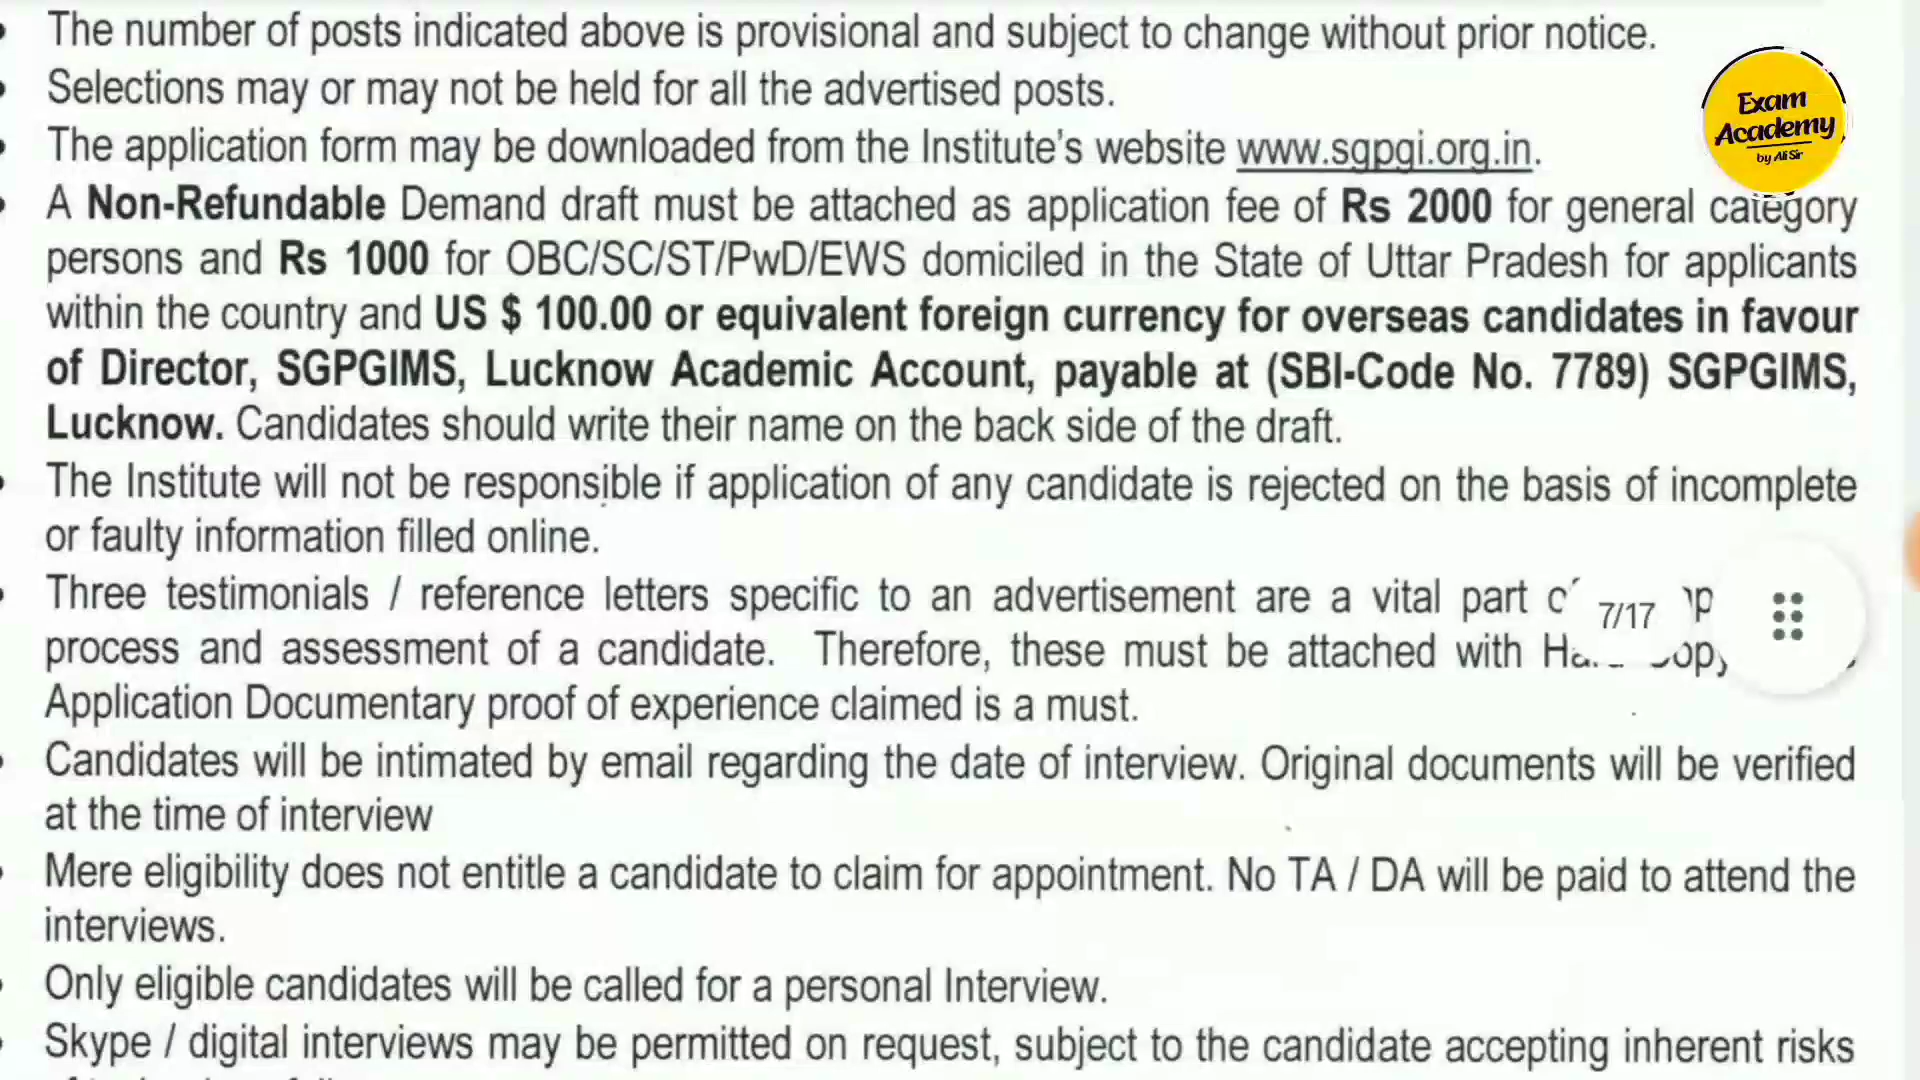 The number of posts indicated above is provisional and subject to change without prior notice.
Selections may or may not be held for all the advertised posts.
The application form may be downloaded from the Institute's website www.sgpgi.org.in.
Exam
Academy
by Ali Sir
A Non-Refundable Demand draft must be attached as application fee of Rs 2000 for general category
persons and Rs 1000 for OBC/SC/ST/PwD/EWS domiciled in the State of Uttar Pradesh for applicants
within the country and US $ 100.00 or equivalent foreign currency for overseas candidates in favour
of Director, SGPGIMS, Lucknow Academic Account, payable at (SBI-Code No. 7789) SGPGIMS,
Lucknow. Candidates should write their name on the back side of the draft.
The Institute will not be responsible if application of any candidate is rejected on the basis of incomplete
or faulty information filled online.
Three testimonials / reference letters specific to an advertisement are a vital part
7/17
process and assessment of a candidate. Therefore, these must be attached with
Application Documentary proof of experience claimed is a must.
Candidates will be intimated by email regarding the date of interview. Original documents will be verified
at the time of interview
Mere eligibility does not entitle a candidate to claim for appointment. No TA / DA will be paid to attend the
interviews.
Only eligible candidates will be called for a personal Interview.
Skype / digital interviews may be permitted on request, subject to the candidate accepting inherent risks